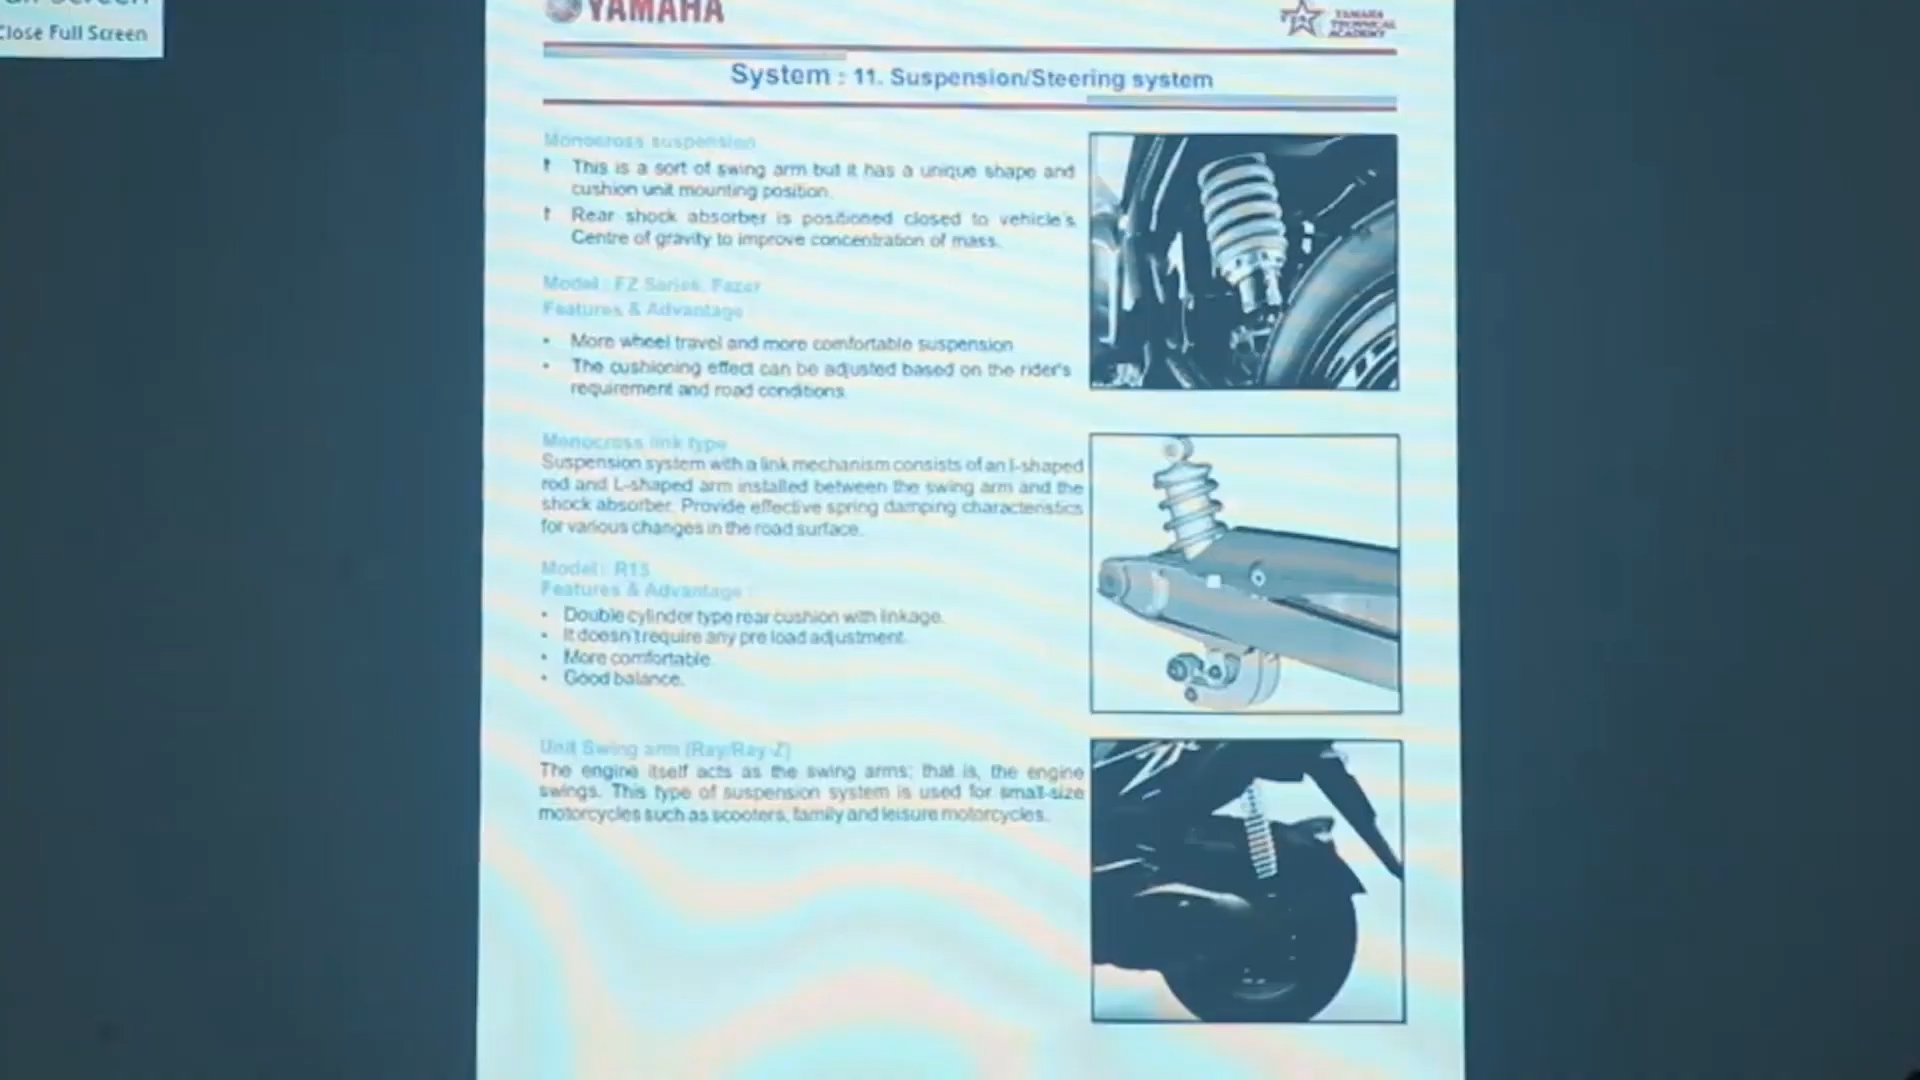 Close Full Screen
YAMAHA
YAMAHA
TECHNICAL
ACADEMY
System : 11. Suspension/Steering system
Monocross suspension
This is a sort of swing arm but it has a unique shape and
cushion unit mounting position.
Rear shock absorber is positioned closed to vehicle's
Centre of gravity to improve concentration of mass.
Model : FZ Series, Fazer
Features & Advantage
• More wheel travel and more comfortable suspension
• The cushioning effect can be adjusted based on the rider's
requirement and road conditions
Monocross link type
Suspension system with a link mechanism consists of an I-shaped
rod and L-shaped arm installed between the swing arm and the
shock absorber. Provide effective spring damping characteristics
for various changes in the road surface.
Model : R15
Features & Advantage :
• Double cylinder type rear cushion with linkage.
• It doesn't require any pre load adjustment.
• More comfortable.
• Good balance.
Unit Swing arm (Ray/Ray-Z)
The engine itself acts as the swing arms; that is, the engine
swings. This type of suspension system is used for small-size
motorcycles such as scooters, family and leisure motorcycles.